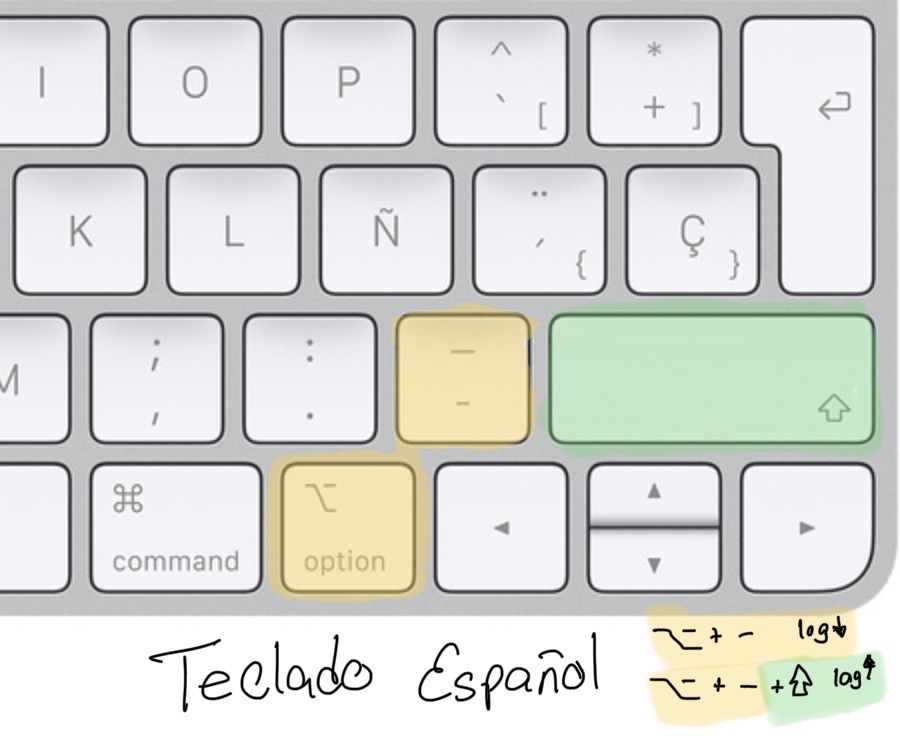 I O P ^ ` [ * + ]
K L Ñ ¨ ´ { Ç }
M ; , : . _ -
⌘ command ⌥ option ◀ ▲ ▼ ▶
⌥ + - log↓
⌥ + - + ⇧ log↑
Teclado Español